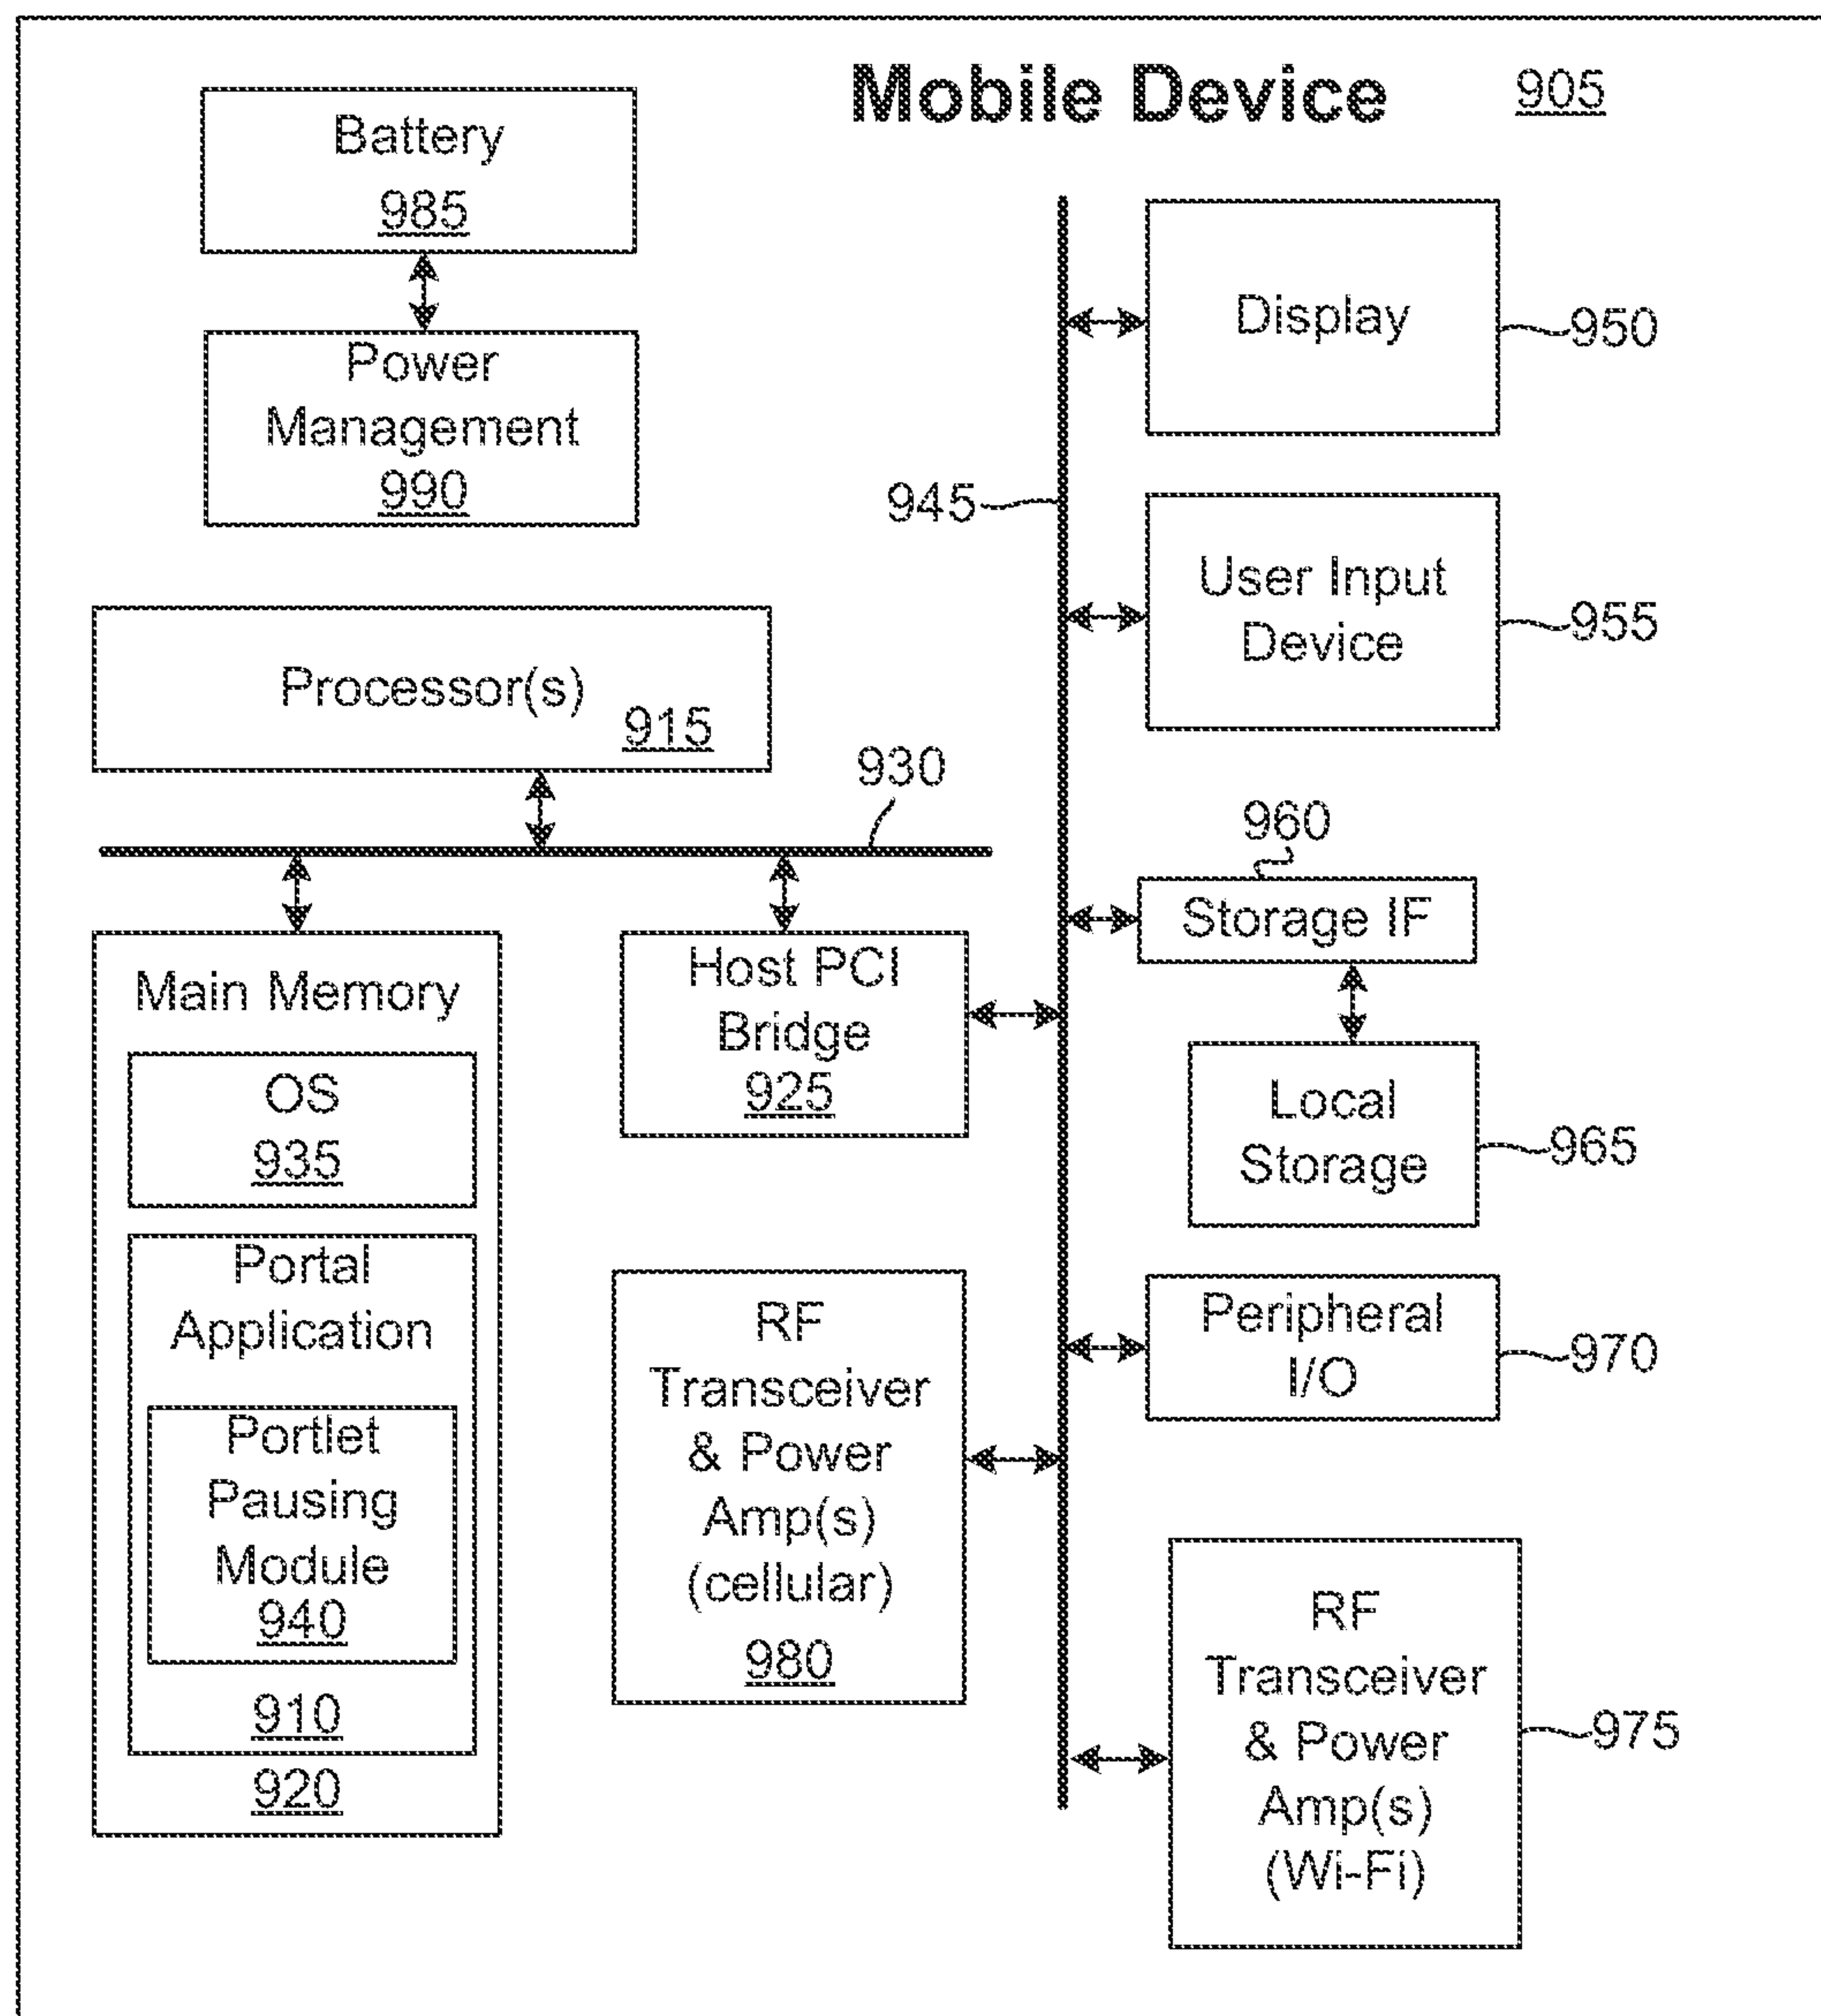 Mobile Device 905
Battery
985
Power
Management
990
Processor(s)
915
930
Main Memory
OS
935
Portal
Application
Portlet
Pausing
Module
940
910
920
Host PCI
Bridge
925
RF
Transceiver
& Power
Amp(s)
(cellular)
980
945
Display
950
User Input
Device
955
960
Storage IF
Local
Storage
965
Peripheral
I/O
970
RF
Transceiver
& Power
Amp(s)
(Wi-Fi)
975